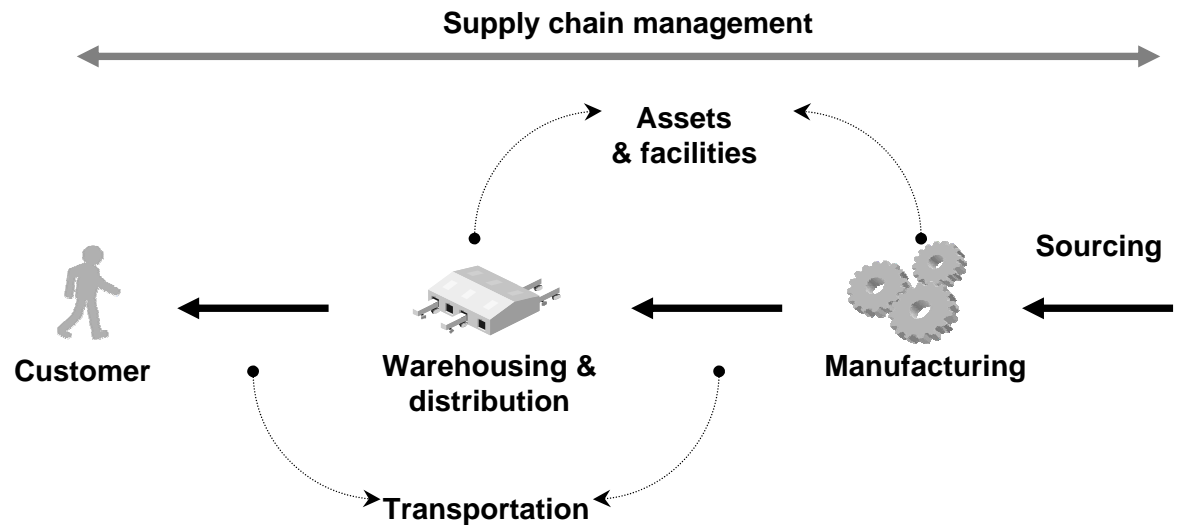 Supply chain management
Assets
& facilities
Sourcing
Customer
Warehousing &
distribution
Manufacturing
Transportation